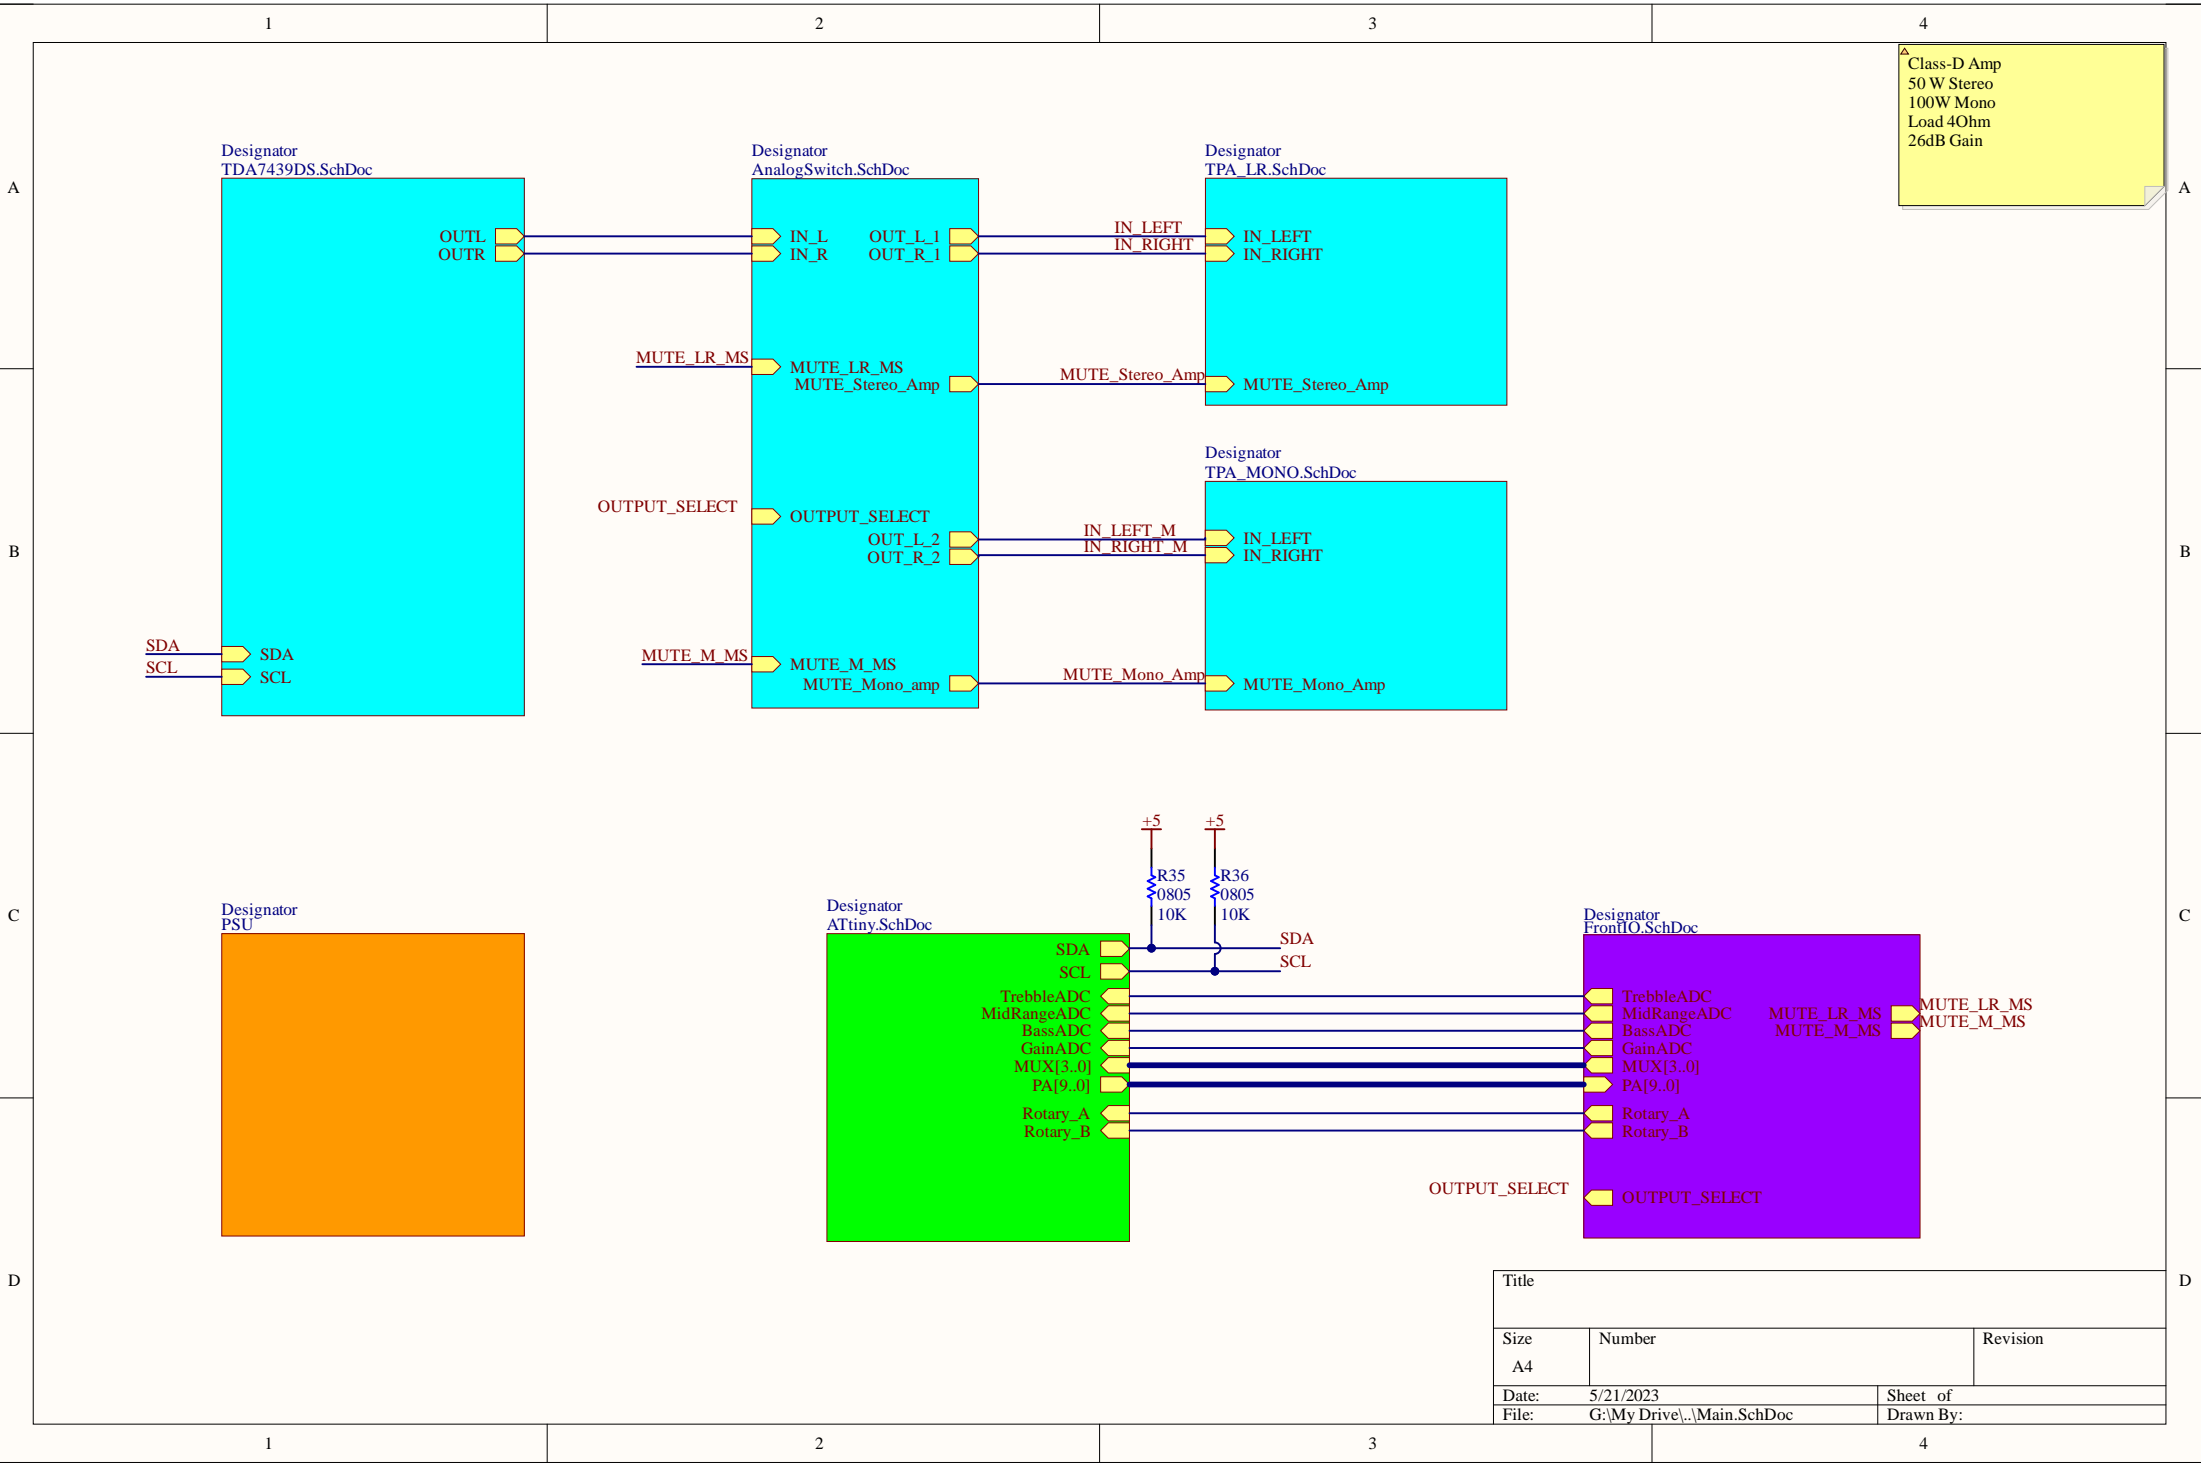 1 2 3 4
Class-D Amp
50 W Stereo
100W Mono
Load 4Ohm
26dB Gain
A
A
Designator
TDA7439DS.SchDoc
OUTL
OUTR
SDA
SCL
SDA
SCL
Designator
AnalogSwitch.SchDoc
IN_L OUT_L_1
IN_R OUT_R_1
MUTE_LR_MS
MUTE_LR_MS
MUTE_Stereo_Amp
OUTPUT_SELECT
OUTPUT_SELECT
OUT_L_2
OUT_R_2
MUTE_M_MS
MUTE_M_MS
MUTE_Mono_amp
Designator
TPA_LR.SchDoc
IN_LEFT
IN_RIGHT
IN_LEFT
IN_RIGHT
MUTE_Stereo_Amp
MUTE_Stereo_Amp
Designator
TPA_MONO.SchDoc
IN_LEFT_M
IN_RIGHT_M
IN_LEFT
IN_RIGHT
MUTE_Mono_Amp
MUTE_Mono_Amp
B
B
C
C
Designator
PSU
Designator
ATtiny.SchDoc
+5
+5
R35
0805
10K
R36
0805
10K
SDA
SCL
SDA
SCL
TrebbleADC
MidRangeADC
BassADC
GainADC
MUX[3..0]
PA[9..0]
Rotary_A
Rotary_B
Designator
FrontIO.SchDoc
TrebbleADC
MidRangeADC
BassADC
GainADC
MUX[3..0]
PA[9..0]
Rotary_A
Rotary_B
MUTE_LR_MS
MUTE_M_MS
MUTE_LR_MS
MUTE_M_MS
OUTPUT_SELECT
OUTPUT_SELECT
D
D
Title
Size Number Revision
A4
Date: 5/21/2023 Sheet of
File: G:\My Drive\..\Main.SchDoc Drawn By:
1 2 3 4